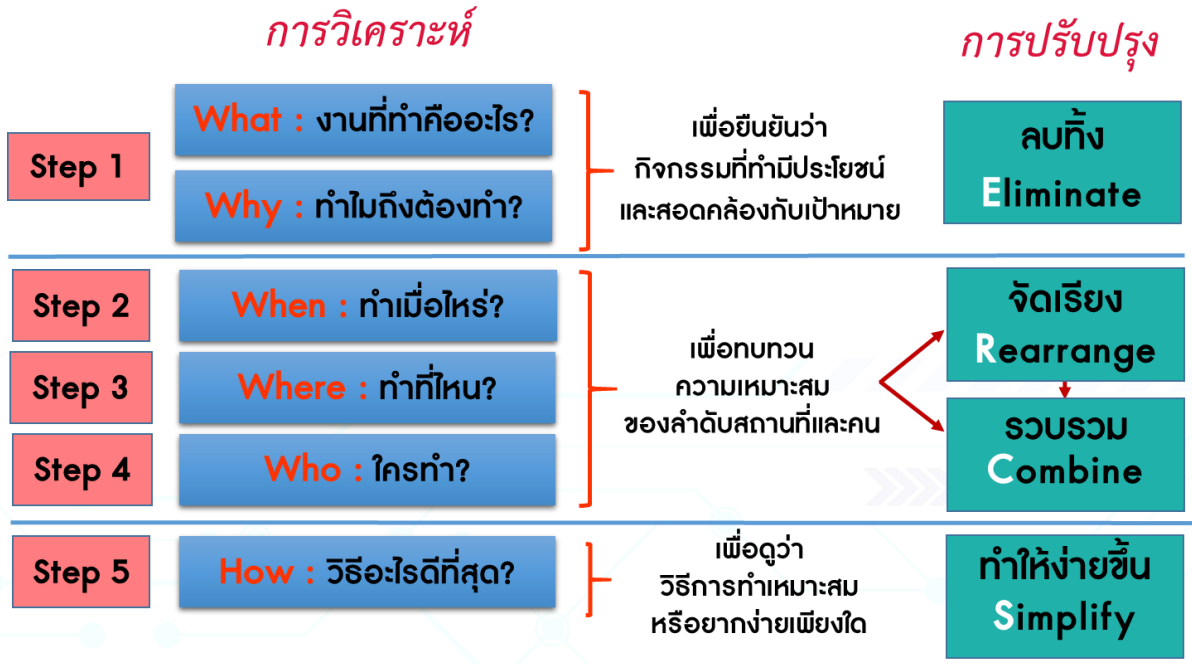 การวิเคราะห์
การปรับปรุง
Step 1
What : งานที่ทำคืออะไร?
Why : ทำไมถึงต้องทำ?
เพื่อยืนยันว่า
กิจกรรมที่ทำมีประโยชน์
และสอดคล้องกับเป้าหมาย
ลบทิ้ง
Eliminate
Step 2
When : ทำเมื่อไหร่?
Step 3
Where : ทำที่ไหน?
Step 4
Who : ใครทำ?
เพื่อทบทวน
ความเหมาะสม
ของลำดับสถานที่และคน
จัดเรียง
Rearrange
รวบรวม
Combine
Step 5
How : วิธีอะไรดีที่สุด?
เพื่อดูว่า
วิธีการทำเหมาะสม
หรือยากง่ายเพียงใด
ทำให้ง่ายขึ้น
Simplify